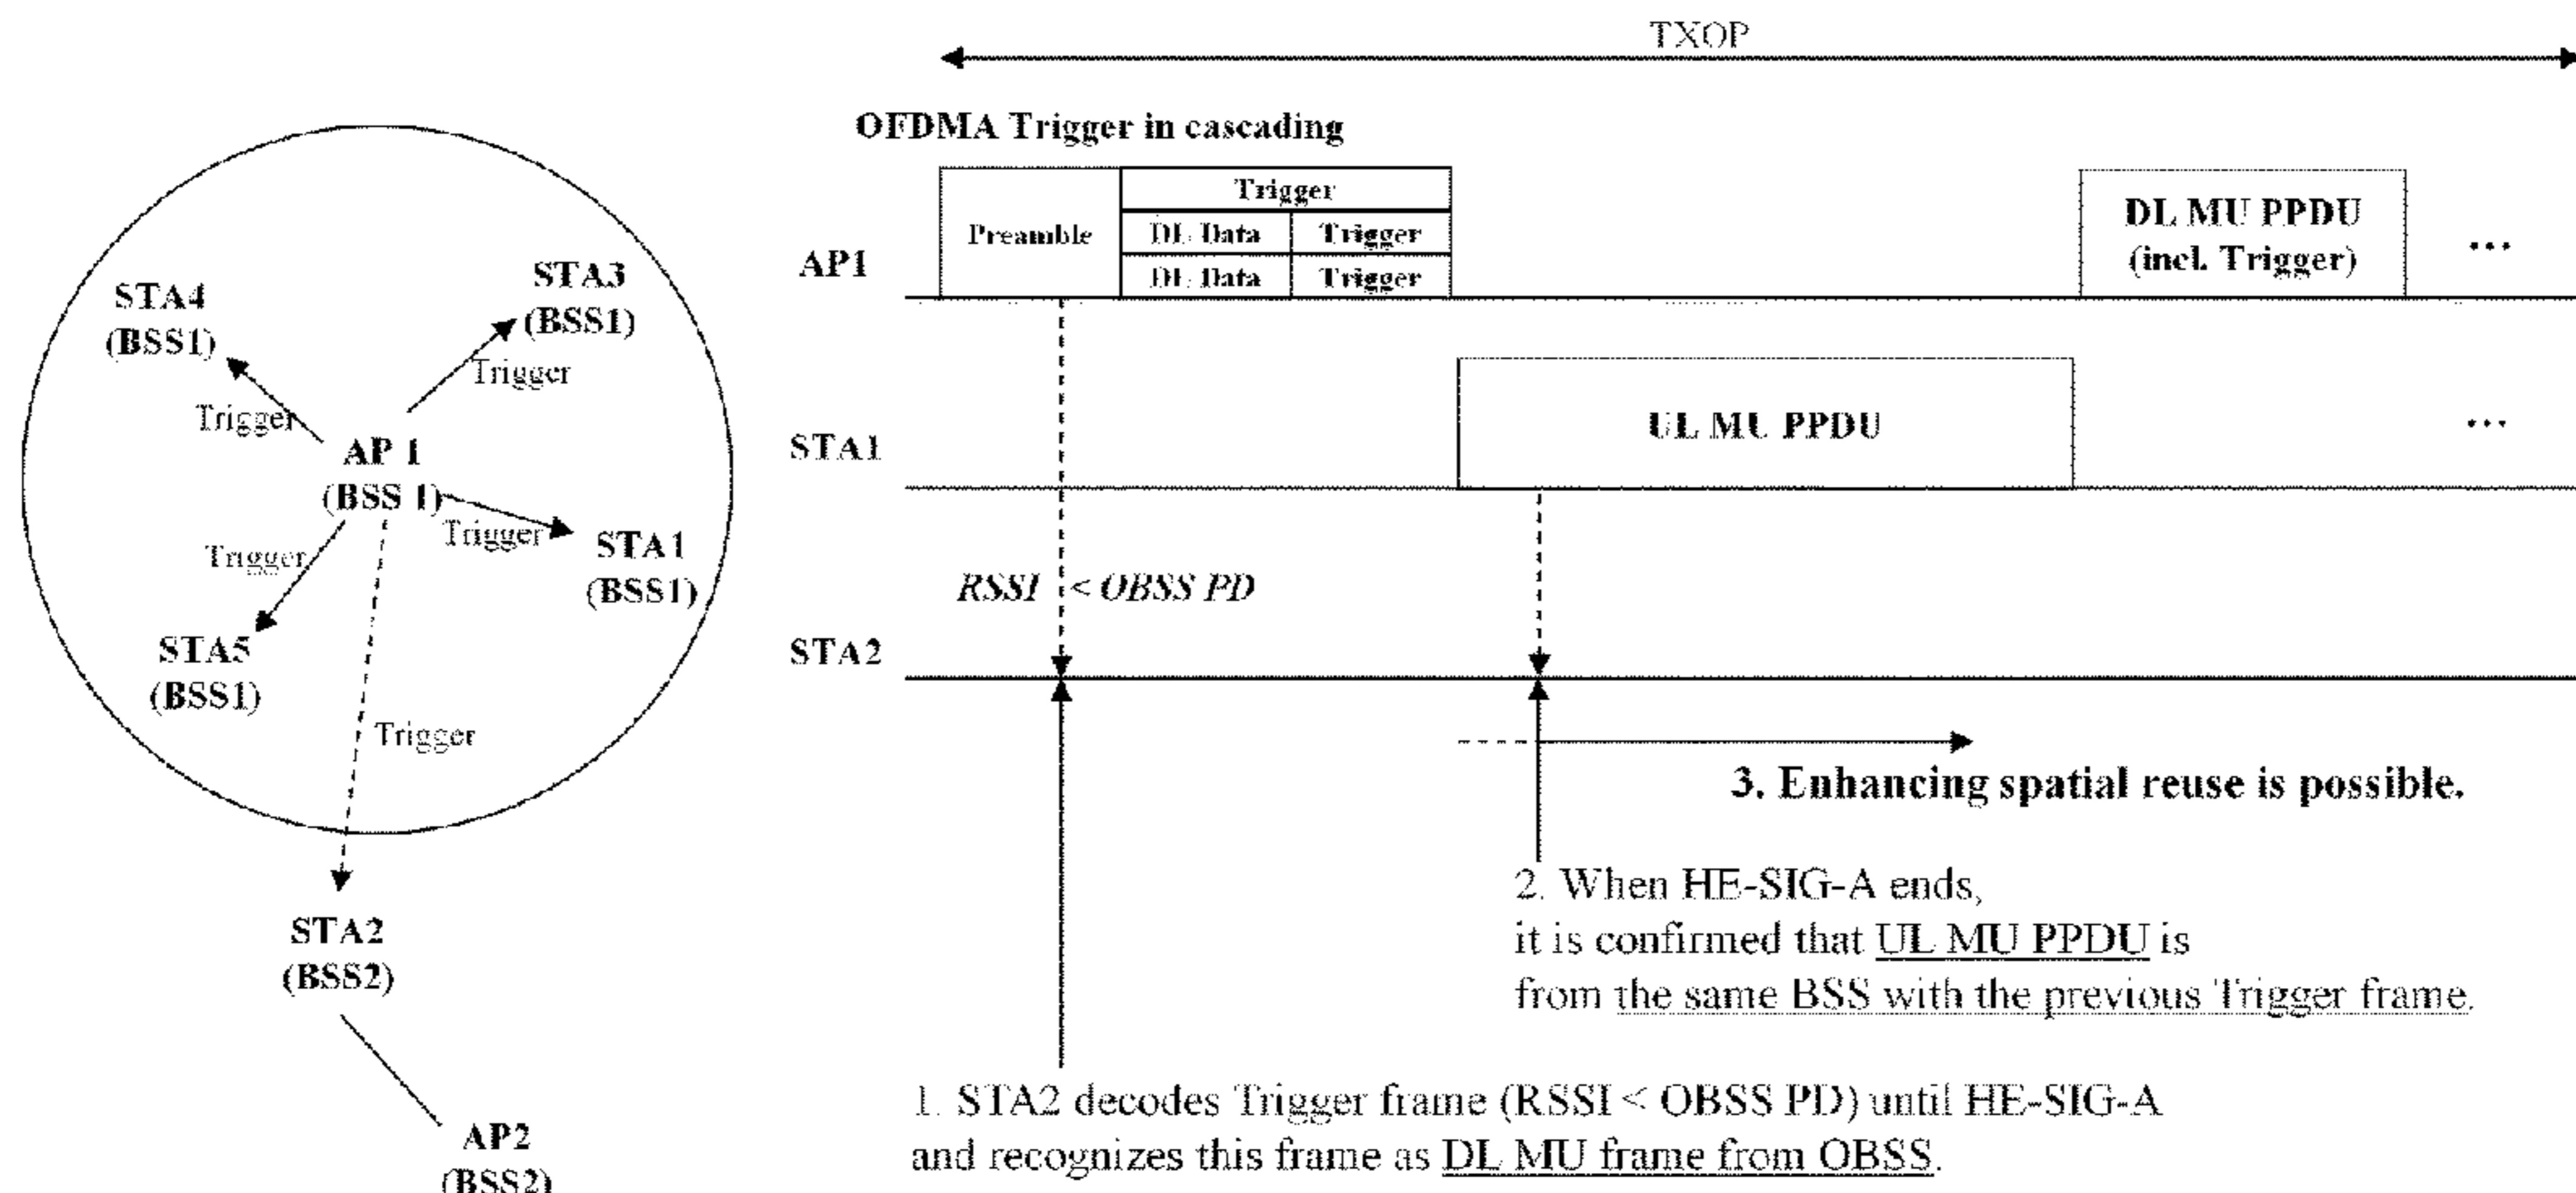 TXOP
OFDMA Trigger in cascading
Trigger
Preamble
DL Data
Trigger
DL Data
Trigger
DL MU PPDU
(incl. Trigger)
...
AP1
UL MU PPDU
...
STA1
RSSI < OBSS PD
STA2
STA4
(BSS1)
STA3
(BSS1)
Trigger
Trigger
AP 1
(BSS 1)
Trigger
STA1
(BSS1)
Trigger
STA5
(BSS1)
Trigger
STA2
(BSS2)
AP2
(BSS2)
3. Enhancing spatial reuse is possible.
2. When HE-SIG-A ends,
it is confirmed that UL MU PPDU is
from the same BSS with the previous Trigger frame.
1. STA2 decodes Trigger frame (RSSI < OBSS PD) until HE-SIG-A
and recognizes this frame as DL MU frame from OBSS.